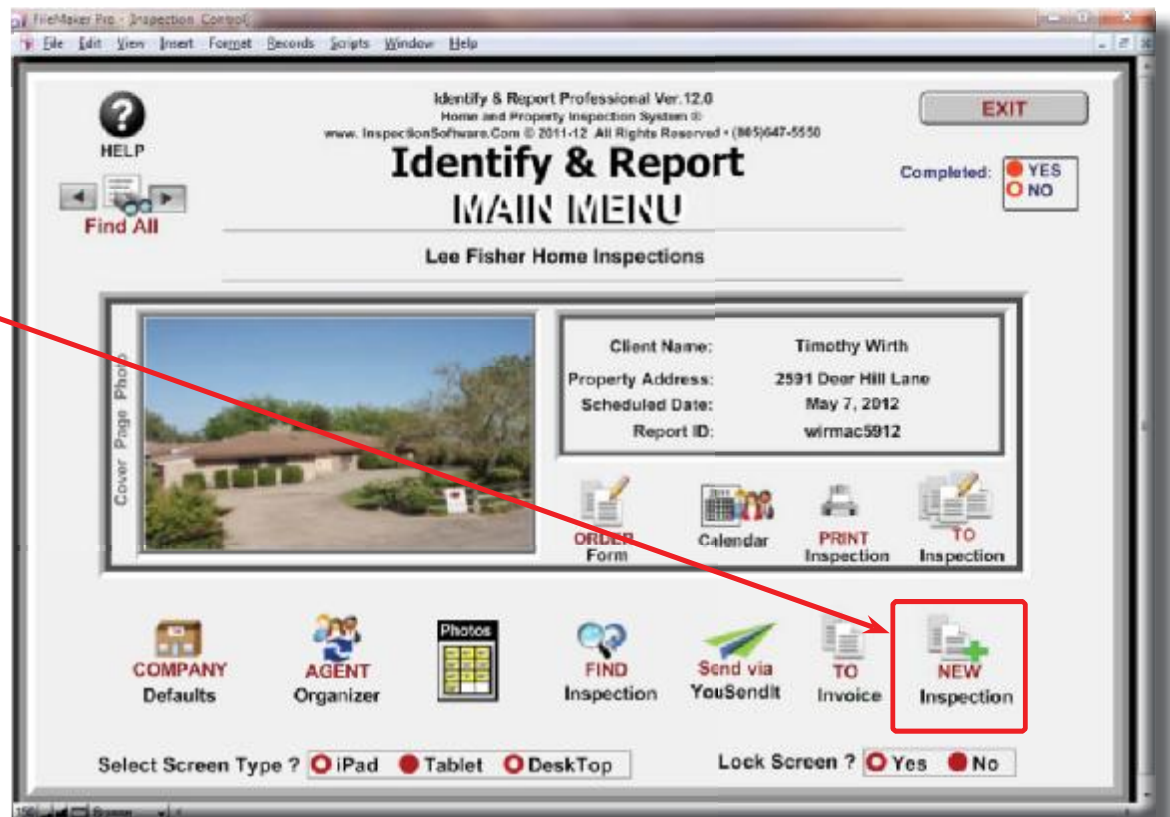 FileMaker Pro - [Inspection Control]
File Edit View Insert Format Records Scripts Window Help
HELP
Find All
Identify & Report Professional Ver.12.0
Home and Property Inspection System ©
www. InspectionSoftware.Com © 2011-12 All Rights Reserved • (805)647-5550
Identify & Report
MAIN MENU
Lee Fisher Home Inspections
EXIT
Completed: YES
NO
Cover Page Photo
Client Name: Timothy Wirth
Property Address: 2591 Deer Hill Lane
Scheduled Date: May 7, 2012
Report ID: wirmac5912
ORDER
Form
Calendar
PRINT
Inspection
TO
Inspection
COMPANY
Defaults
AGENT
Organizer
Photos
FIND
Inspection
Send via
YouSendIt
TO
Invoice
NEW
Inspection
Select Screen Type ? iPad Tablet DeskTop
Lock Screen ? Yes No